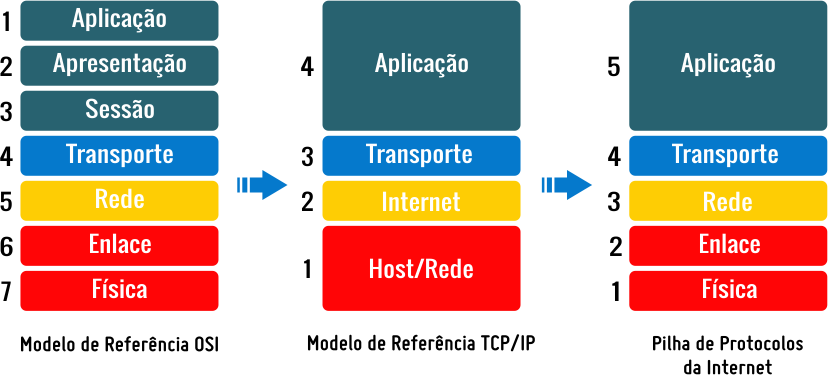 1 Aplicação
2 Apresentação
3 Sessão
4 Transporte
5 Rede
6 Enlace
7 Física
Modelo de Referência OSI
4 Aplicação
3 Transporte
2 Internet
1 Host/Rede
Modelo de Referência TCP/IP
5 Aplicação
4 Transporte
3 Rede
2 Enlace
1 Física
Pilha de Protocolos
da Internet